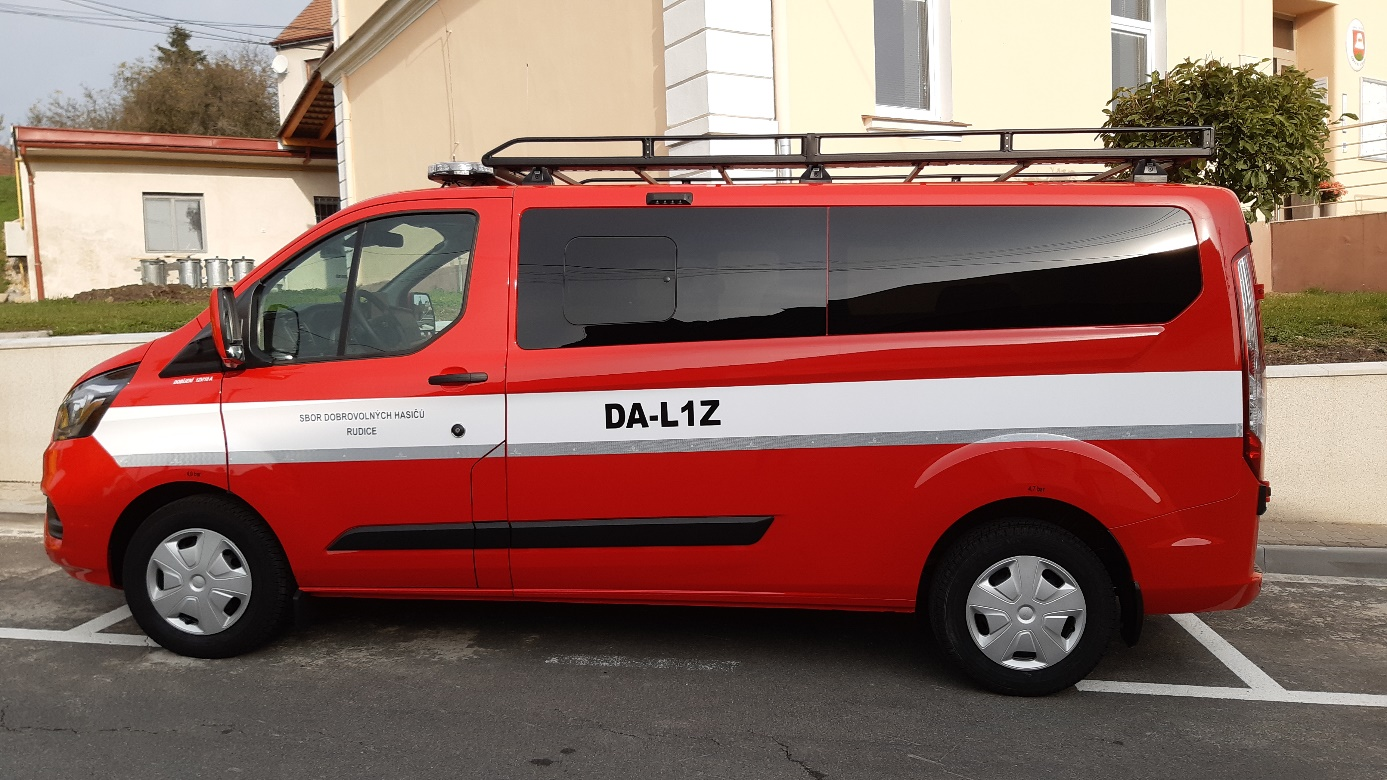 SBOR DOBROVOLNÝCH HASIČŮ
RUDICE
DA-L1Z